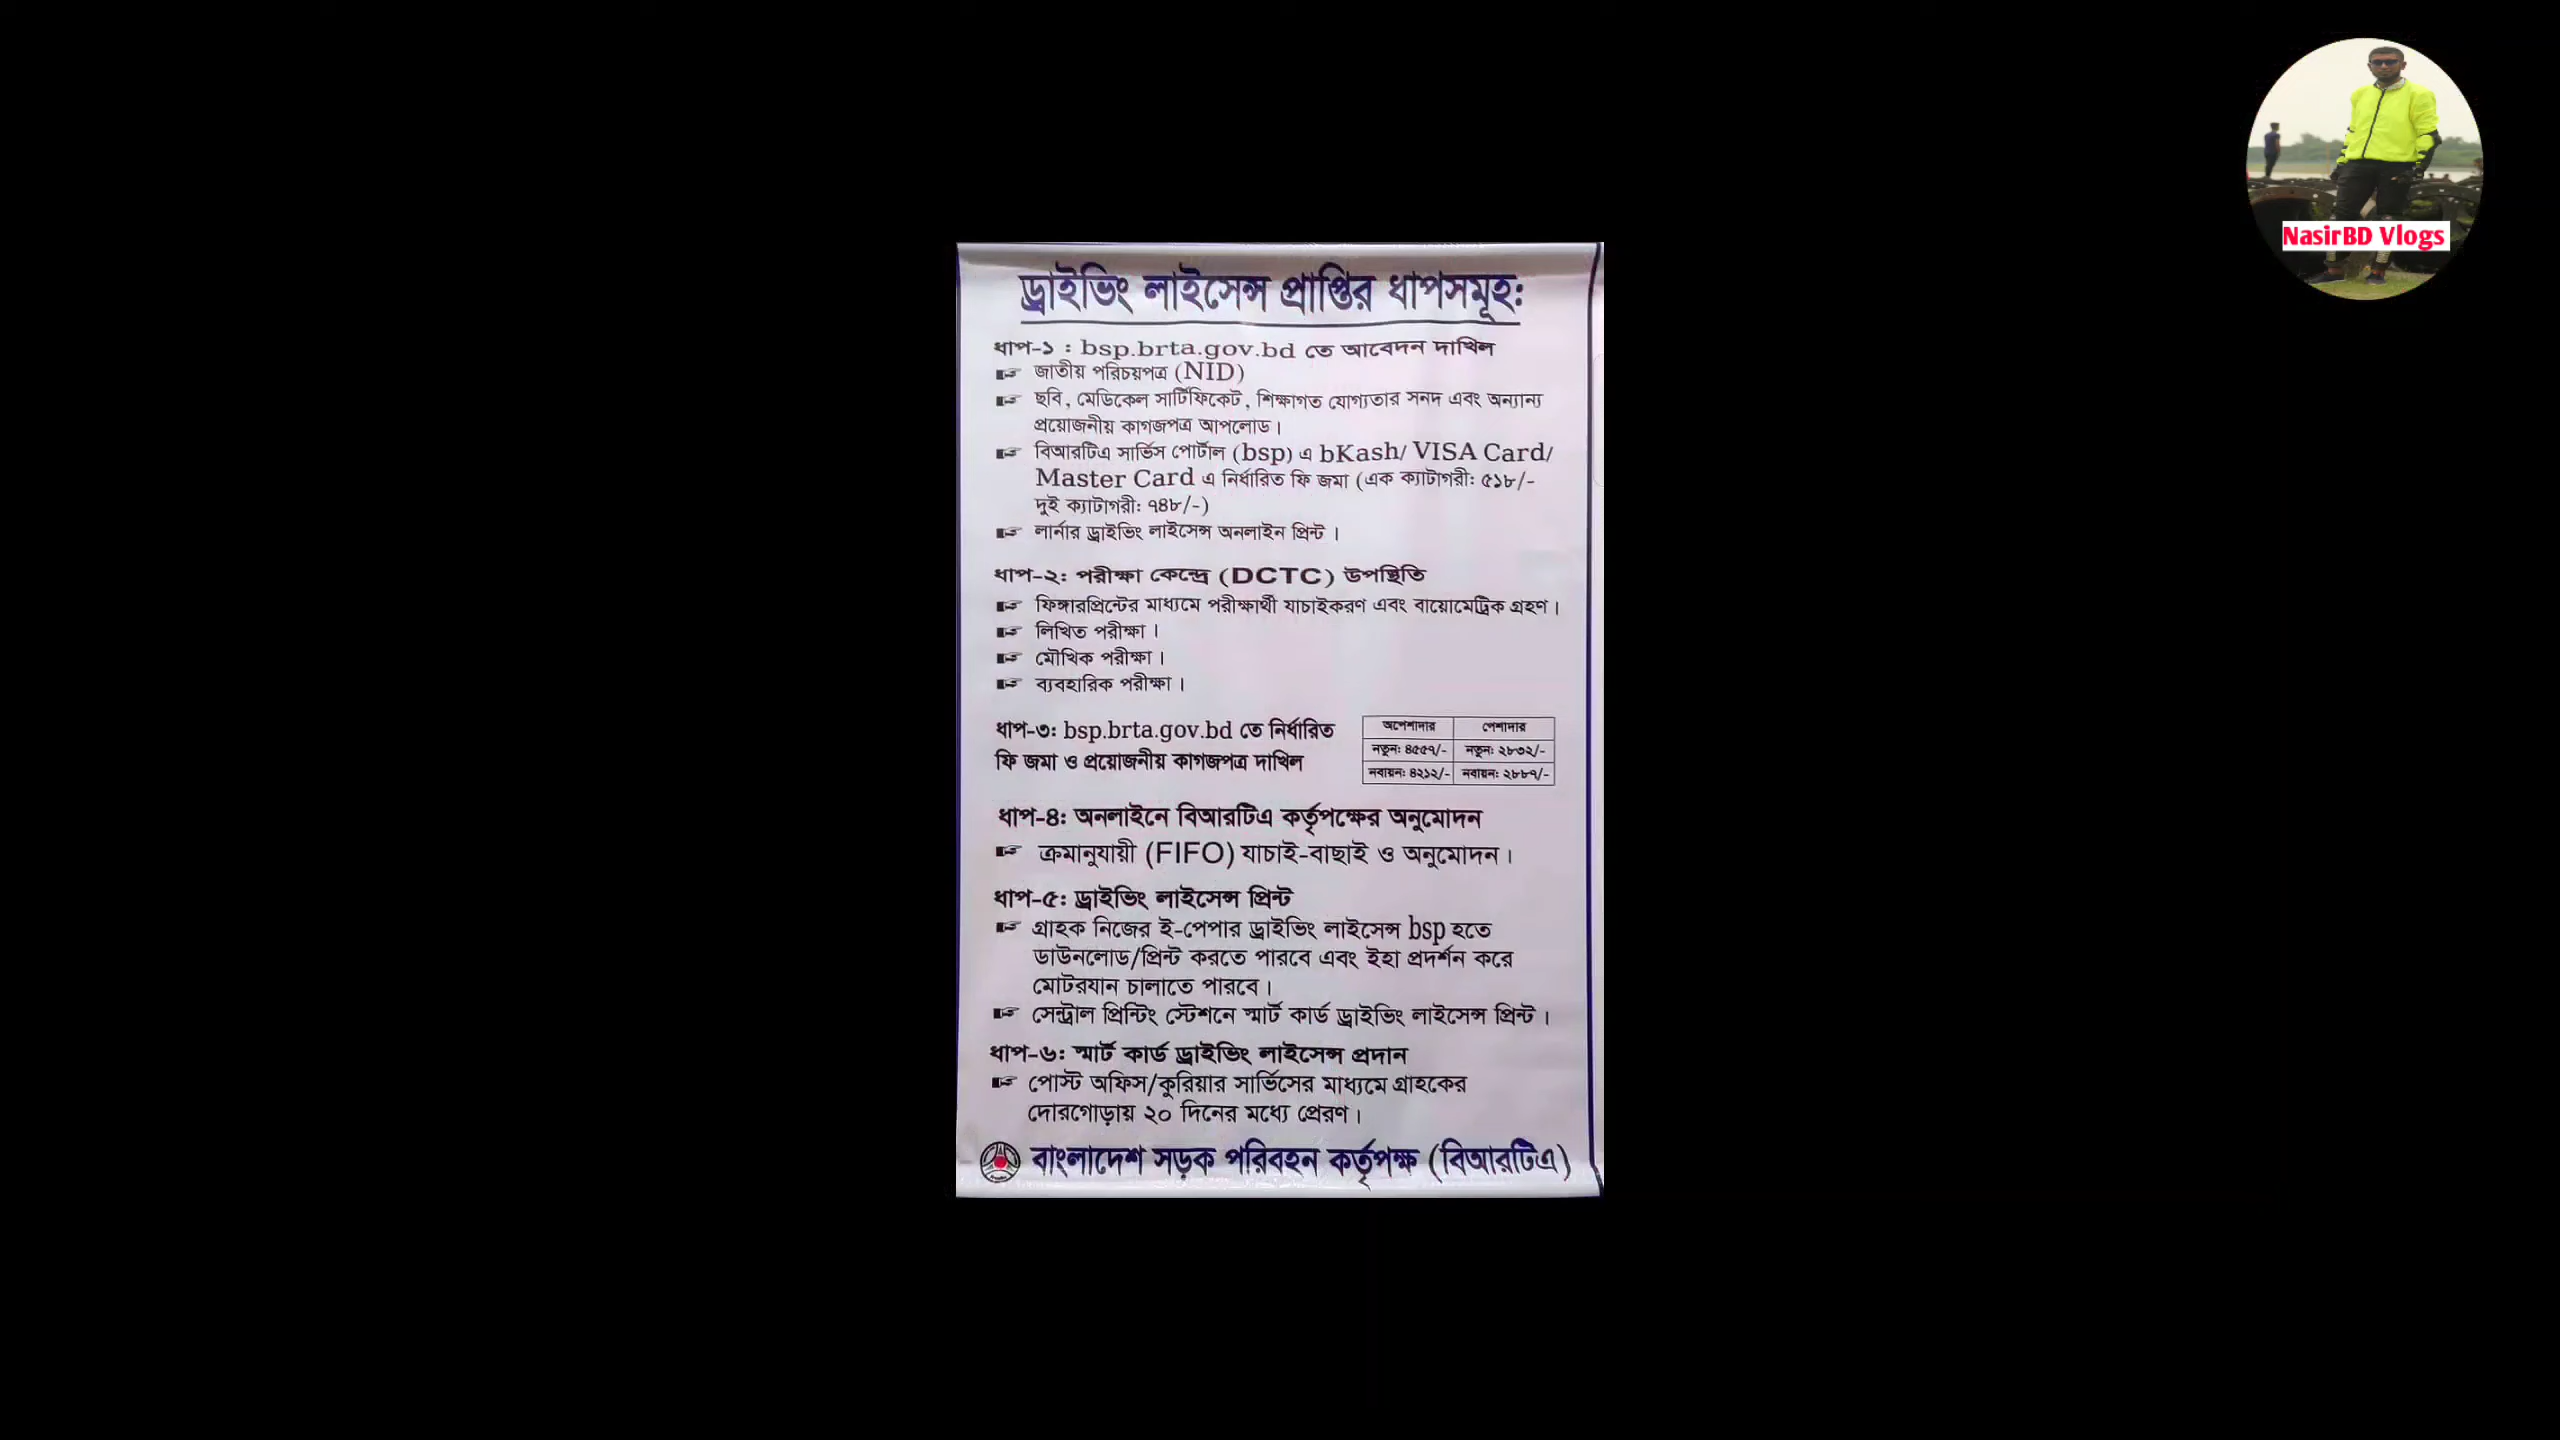 NasirBD Vlogs
ড্রাইভিং লাইসেন্স প্রাপ্তির ধাপসমূহ:
ধাপ-১ : bsp.brta.gov.bd তে আবেদন দাখিল
☛ জাতীয় পরিচয়পত্র (NID)
☛ ছবি, মেডিকেল সার্টিফিকেট, শিক্ষাগত যোগ্যতার সনদ এবং অন্যান্য
প্রয়োজনীয় কাগজপত্র আপলোড।
☛ বিআরটিএ সার্ভিস পোর্টাল (bsp) এ bKash/ VISA Card/
Master Card এ নির্ধারিত ফি জমা (এক ক্যাটাগরী: ৫১৮/-
দুই ক্যাটাগরী: ৭৪৮/-)
☛ লার্নার ড্রাইভিং লাইসেন্স অনলাইন প্রিন্ট।
ধাপ-২: পরীক্ষা কেন্দ্রে (DCTC) উপস্থিতি
☛ ফিঙ্গারপ্রিন্টের মাধ্যমে পরীক্ষার্থী যাচাইকরণ এবং বায়োমেট্রিক গ্রহণ।
☛ লিখিত পরীক্ষা।
☛ মৌখিক পরীক্ষা।
☛ ব্যবহারিক পরীক্ষা।
ধাপ-৩: bsp.brta.gov.bd তে নির্ধারিত
ফি জমা ও প্রয়োজনীয় কাগজপত্র দাখিল
অপেশাদার পেশাদার
নতুন: ৪৫৫৭/- নতুন: ২৮৩২/-
নবায়ন: ৪২১২/- নবায়ন: ২৮৮৭/-
ধাপ-৪: অনলাইনে বিআরটিএ কর্তৃপক্ষের অনুমোদন
☛ ক্রমানুযায়ী (FIFO) যাচাই-বাছাই ও অনুমোদন।
ধাপ-৫: ড্রাইভিং লাইসেন্স প্রিন্ট
☛ গ্রাহক নিজের ই-পেপার ড্রাইভিং লাইসেন্স bsp হতে
ডাউনলোড/প্রিন্ট করতে পারবে এবং ইহা প্রদর্শন করে
মোটরযান চালাতে পারবে।
☛ সেন্ট্রাল প্রিন্টিং স্টেশনে স্মার্ট কার্ড ড্রাইভিং লাইসেন্স প্রিন্ট।
ধাপ-৬: স্মার্ট কার্ড ড্রাইভিং লাইসেন্স প্রদান
☛ পোস্ট অফিস/কুরিয়ার সার্ভিসের মাধ্যমে গ্রাহকের
দোরগোড়ায় ২০ দিনের মধ্যে প্রেরণ।
বাংলাদেশ সড়ক পরিবহন কর্তৃপক্ষ (বিআরটিএ)